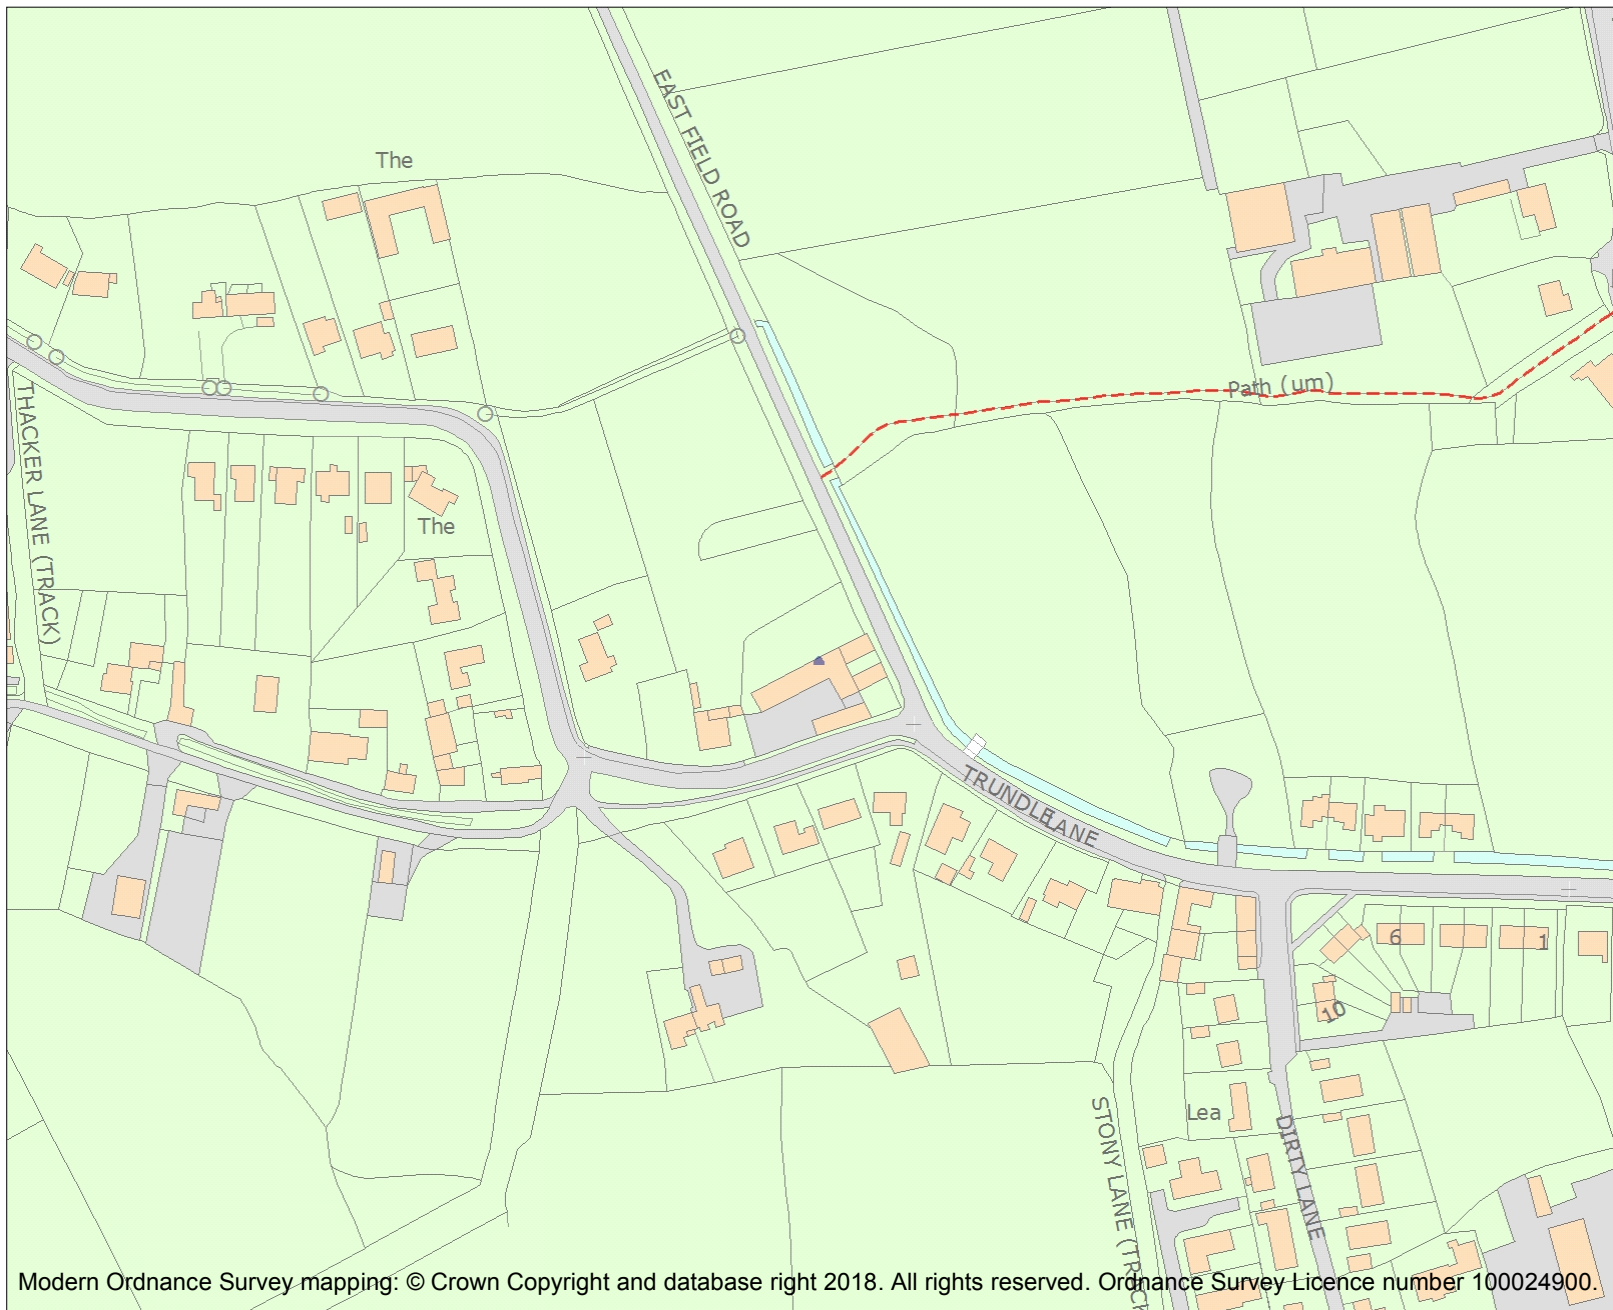 EAST FIELD ROAD
The
Path (um)
THACKER LANE (TRACK)
The
TRUNDLE LANE
6
1
10
Lea
STONY LANE (TRACK
DIRTY LANE
Modern Ordnance Survey mapping: © Crown Copyright and database right 2018. All rights reserved. Ordnance Survey Licence number 100024900.